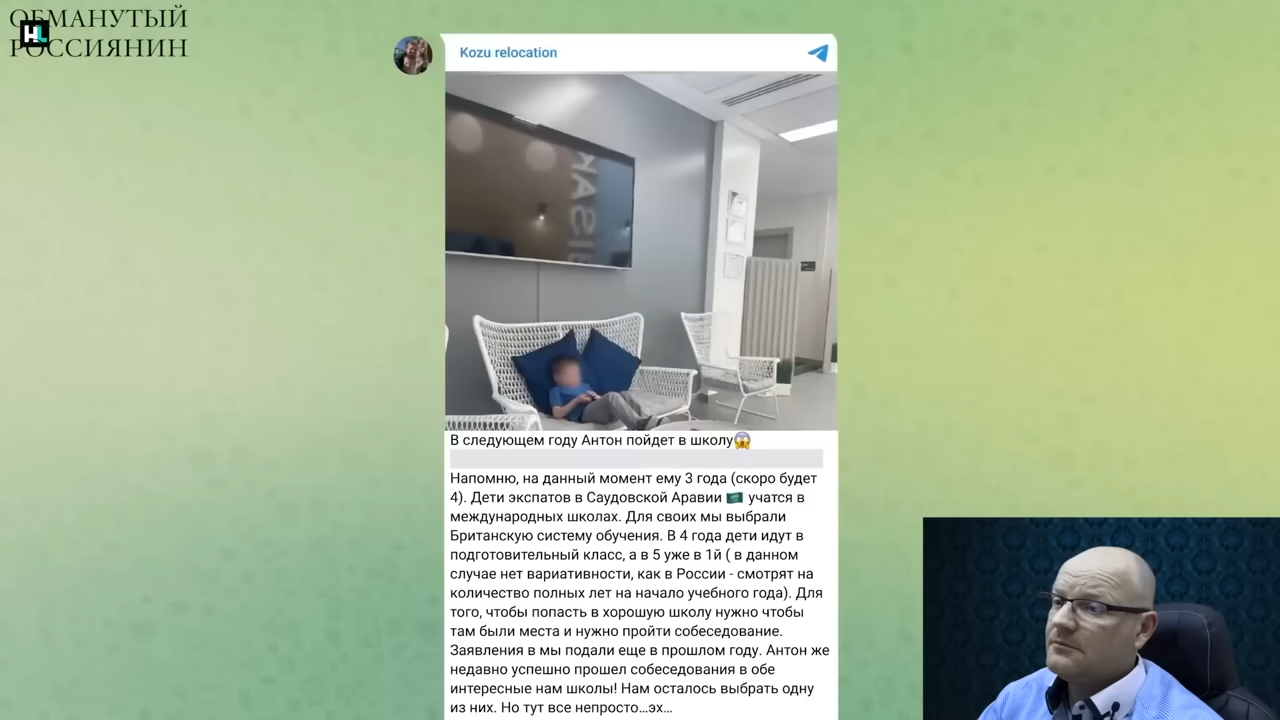 ОБМАНУТЫЙ
РОССИЯНИН
Kozu relocation
В следующем году Антон пойдет в школу😱
Напомню, на данный момент ему 3 года (скоро будет
4). Дети экспатов в Саудовской Аравии 🇸🇦 учатся в
международных школах. Для своих мы выбрали
Британскую систему обучения. В 4 года дети идут в
подготовительный класс, а в 5 уже в 1й ( в данном
случае нет вариативности, как в России - смотрят на
количество полных лет на начало учебного года). Для
того, чтобы попасть в хорошую школу нужно чтобы
там были места и нужно пройти собеседование.
Заявления в мы подали еще в прошлом году. Антон же
недавно успешно прошел собеседования в обе
интересные нам школы! Нам осталось выбрать одну
из них. Но тут все непросто…эх…